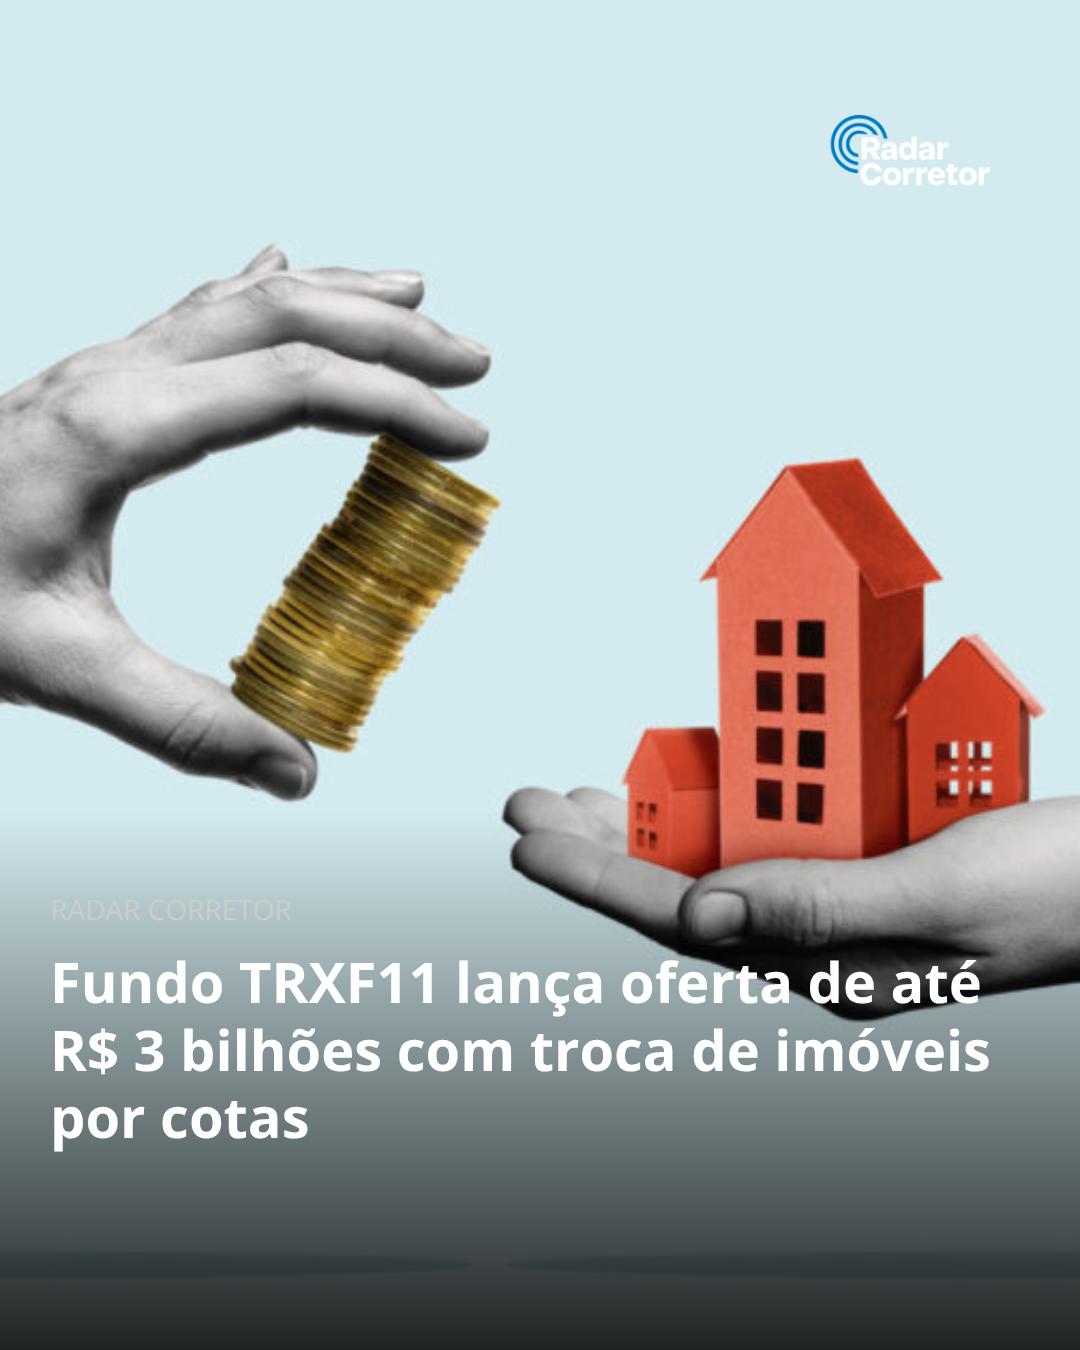 Radar
Corretor
RADAR CORRETOR
Fundo TRXF11 lança oferta de até
R$ 3 bilhões com troca de imóveis
por cotas